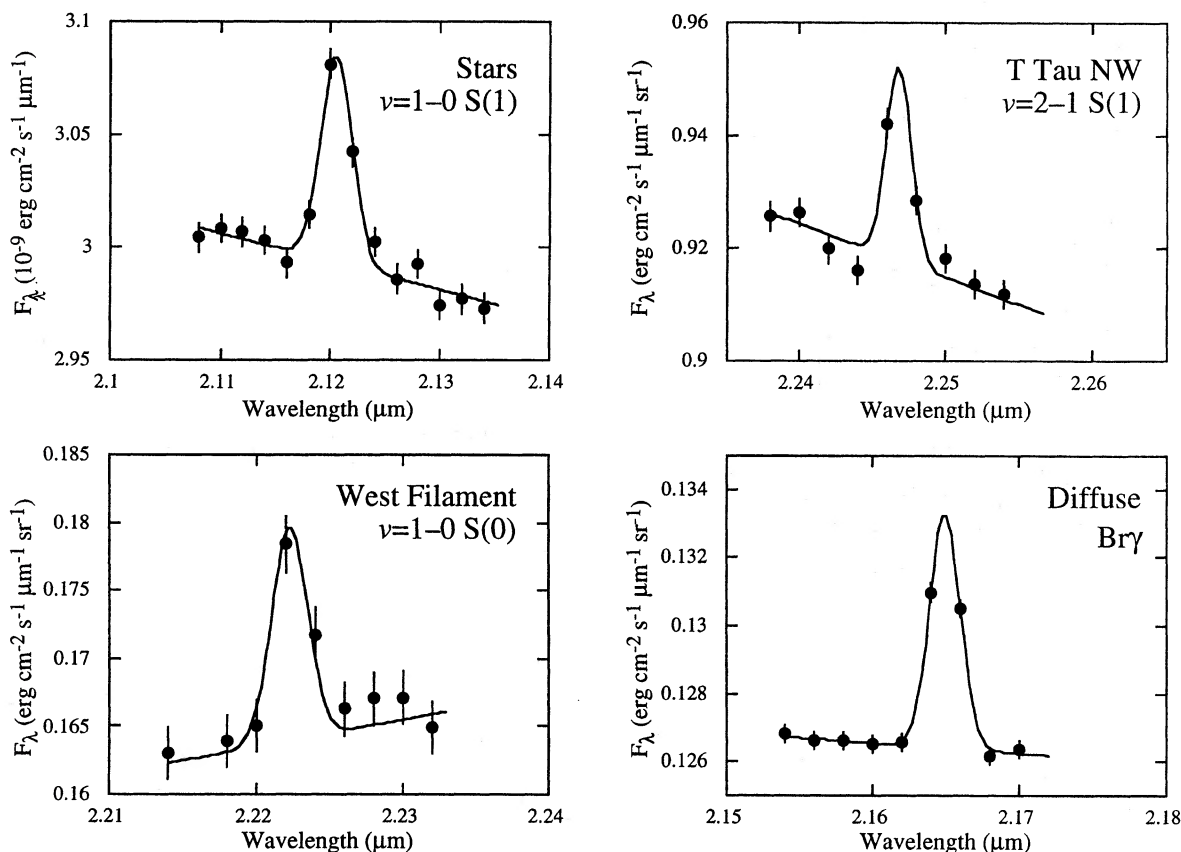 3.1
3.05
3
2.95
F_λ (10⁻⁹ erg cm⁻² s⁻¹ μm⁻¹)
Stars
v=1–0 S(1)
2.1 2.11 2.12 2.13 2.14
Wavelength (μm)
0.96
0.94
0.92
0.9
F_λ (erg cm⁻² s⁻¹ μm⁻¹ sr⁻¹)
T Tau NW
v=2–1 S(1)
2.24 2.25 2.26
Wavelength (μm)
0.185
0.18
0.175
0.17
0.165
0.16
F_λ (erg cm⁻² s⁻¹ μm⁻¹ sr⁻¹)
West Filament
v=1–0 S(0)
2.21 2.22 2.23 2.24
Wavelength (μm)
0.134
0.132
0.13
0.128
0.126
F_λ (erg cm⁻² s⁻¹ μm⁻¹ sr⁻¹)
Diffuse
Brγ
2.15 2.16 2.17 2.18
Wavelength (μm)